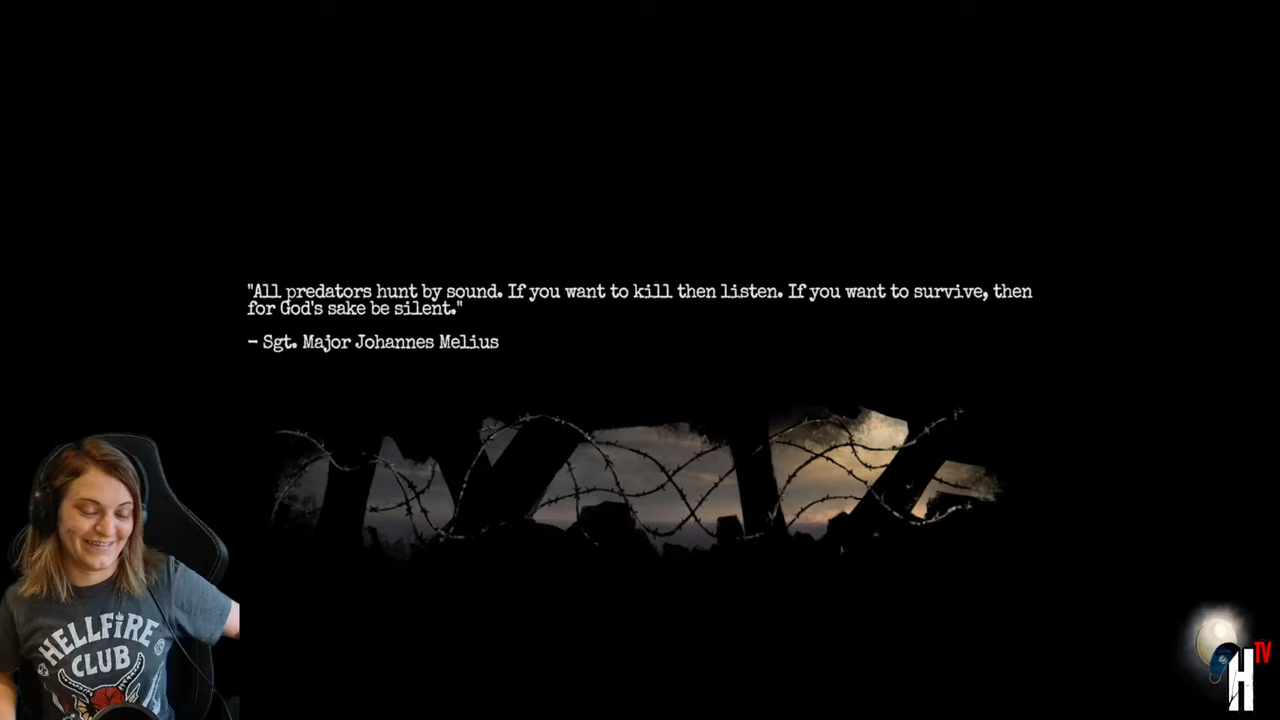 "All predators hunt by sound. If you want to kill then listen. If you want to survive, then
for God's sake be silent."
- Sgt. Major Johannes Melius
HELLFIRE
CLUB
H TV